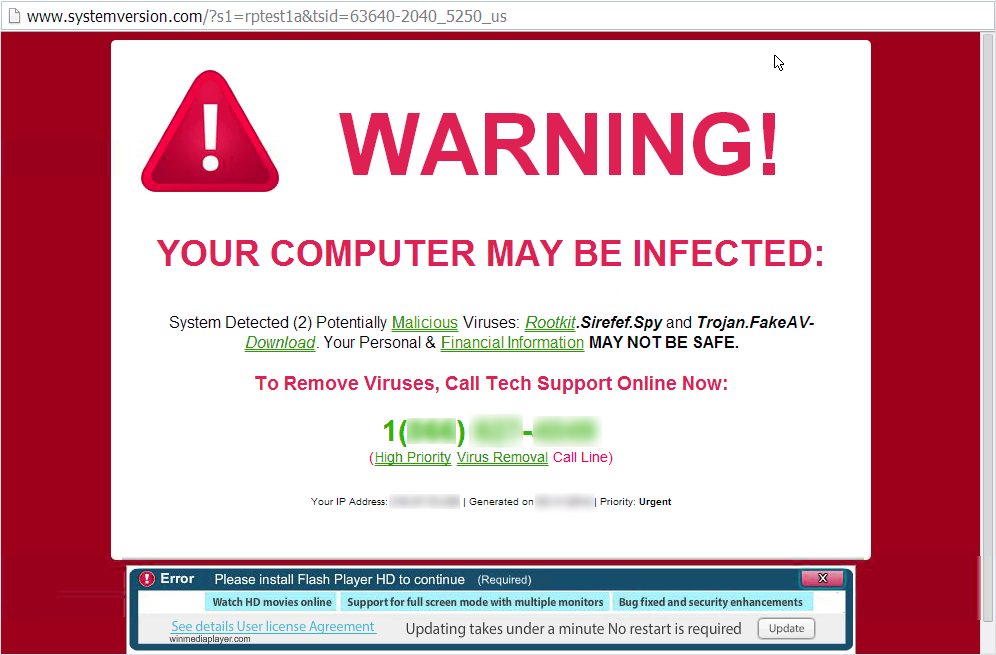 www.systemversion.com/?s1=rptest1a&tsid=63640-2040_5250_us
WARNING!
YOUR COMPUTER MAY BE INFECTED:
System Detected (2) Potentially Malicious Viruses: Rootkit.Sirefef.Spy and Trojan.FakeAV-
Download. Your Personal & Financial Information MAY NOT BE SAFE.
To Remove Viruses, Call Tech Support Online Now:
1( ) -
(High Priority Virus Removal Call Line)
Your IP Address: | Generated on | Priority: Urgent
Error Please install Flash Player HD to continue (Required)
X
Watch HD movies online Support for full screen mode with multiple monitors Bug fixed and security enhancements
See details User license Agreement Updating takes under a minute No restart is required Update
winmediaplayer.com